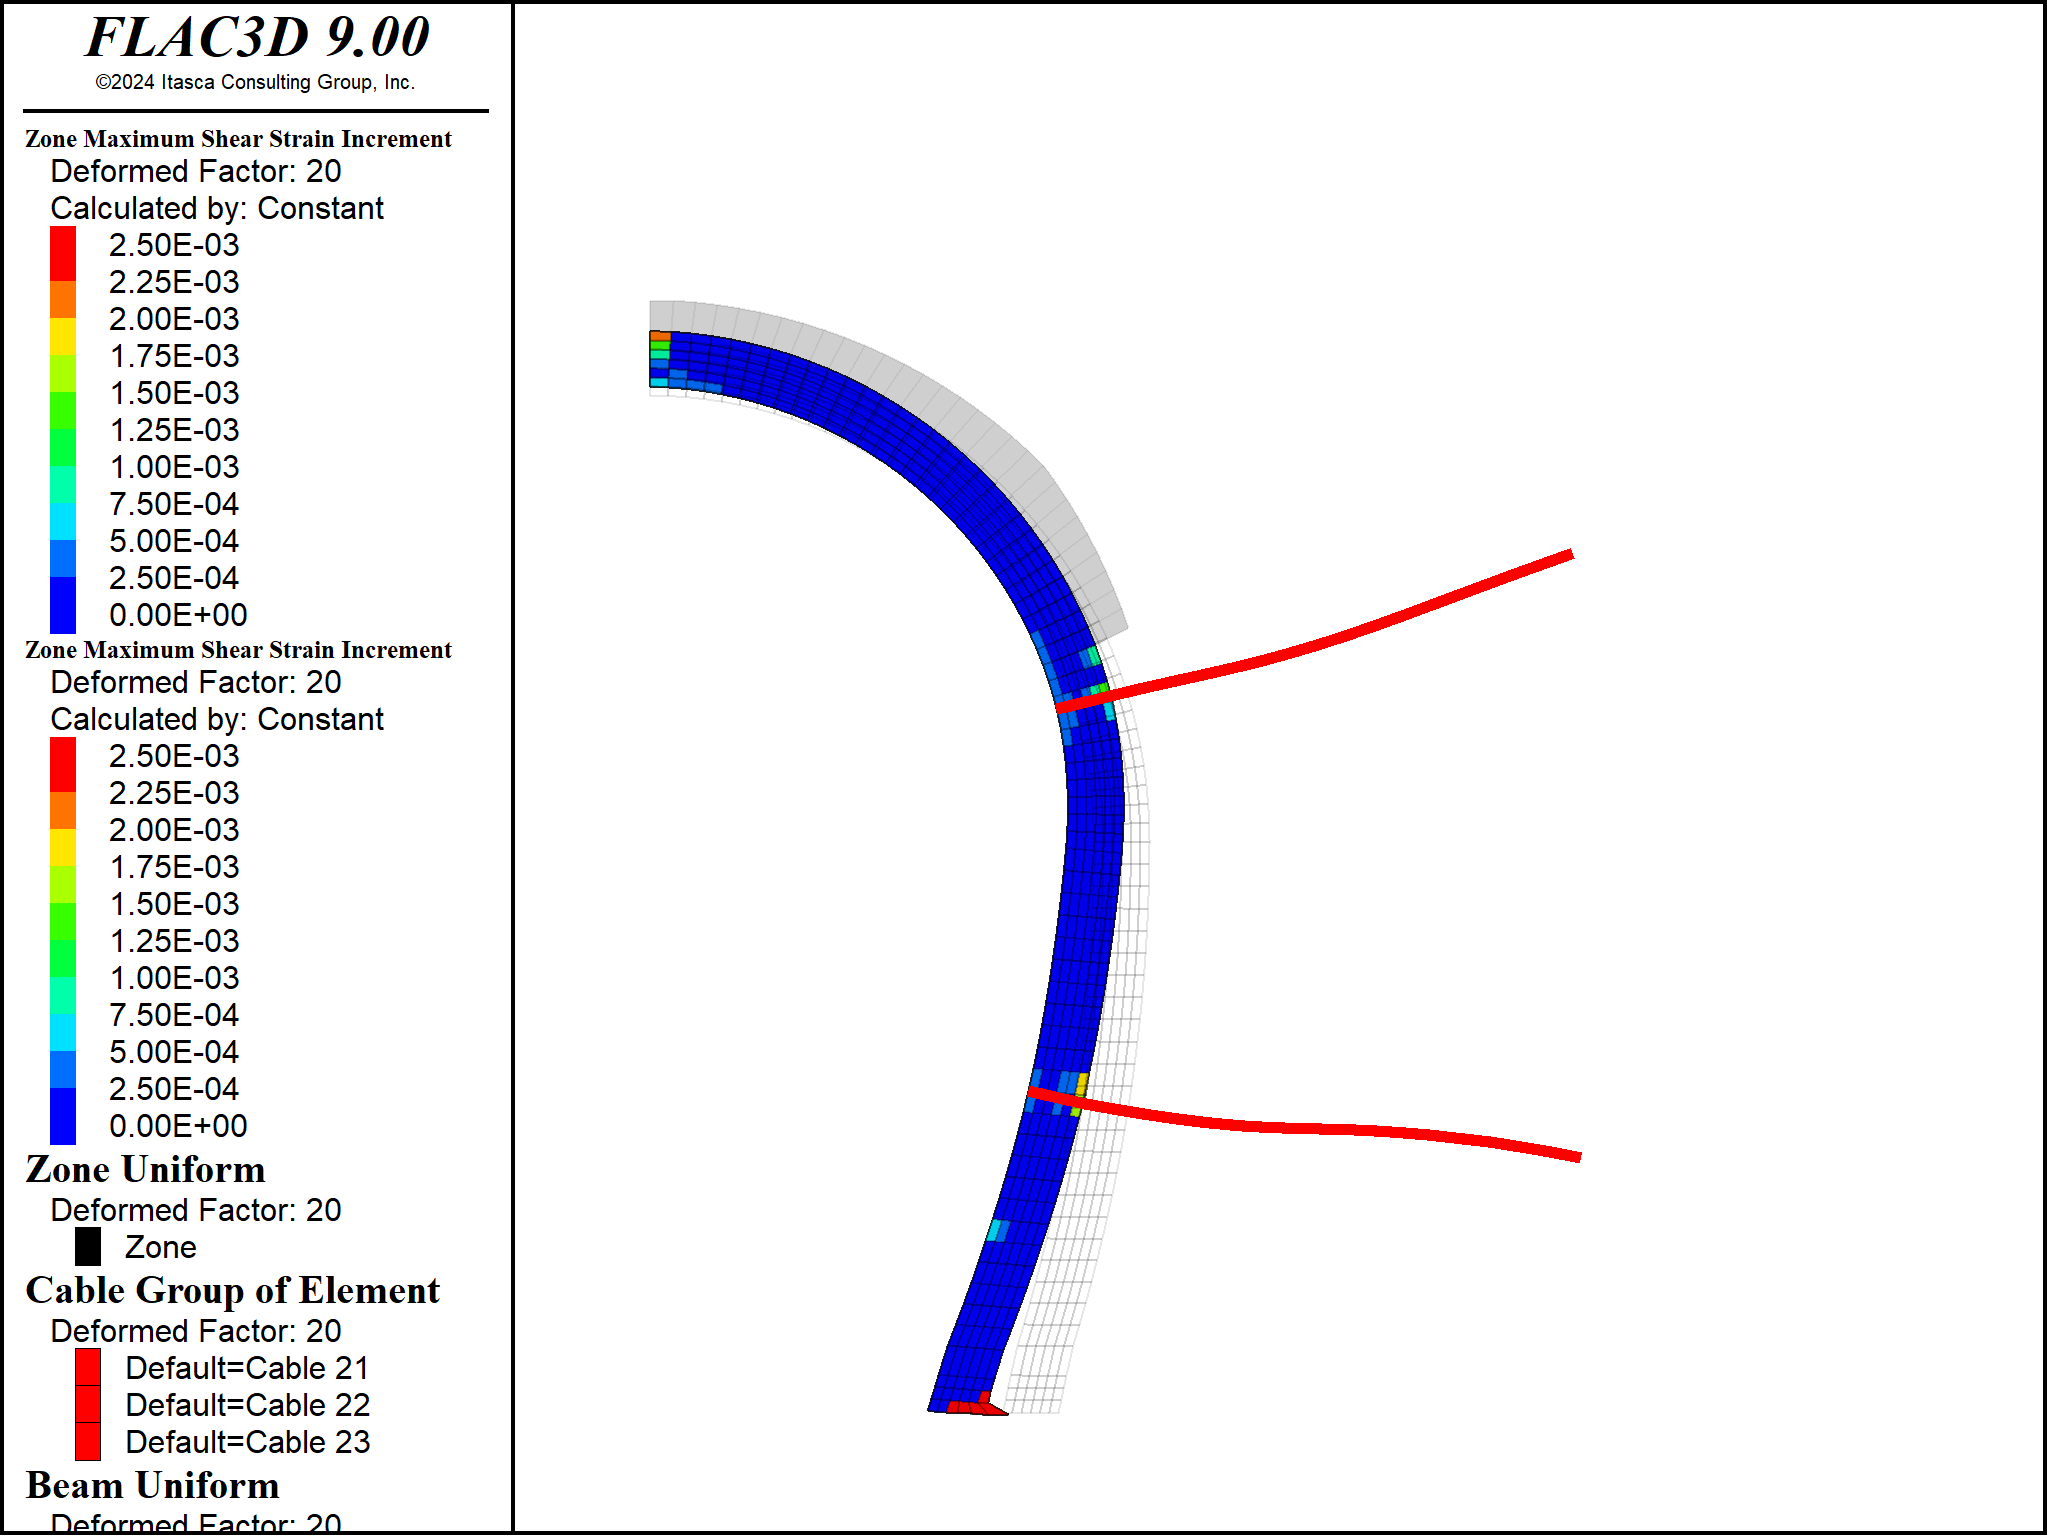 FLAC3D 9.00
©2024 Itasca Consulting Group, Inc.
Zone Maximum Shear Strain Increment
Deformed Factor: 20
Calculated by: Constant
2.50E-03
2.25E-03
2.00E-03
1.75E-03
1.50E-03
1.25E-03
1.00E-03
7.50E-04
5.00E-04
2.50E-04
0.00E+00
Zone Maximum Shear Strain Increment
Deformed Factor: 20
Calculated by: Constant
2.50E-03
2.25E-03
2.00E-03
1.75E-03
1.50E-03
1.25E-03
1.00E-03
7.50E-04
5.00E-04
2.50E-04
0.00E+00
Zone Uniform
Deformed Factor: 20
Zone
Cable Group of Element
Deformed Factor: 20
Default=Cable 21
Default=Cable 22
Default=Cable 23
Beam Uniform
Deformed Factor: 20